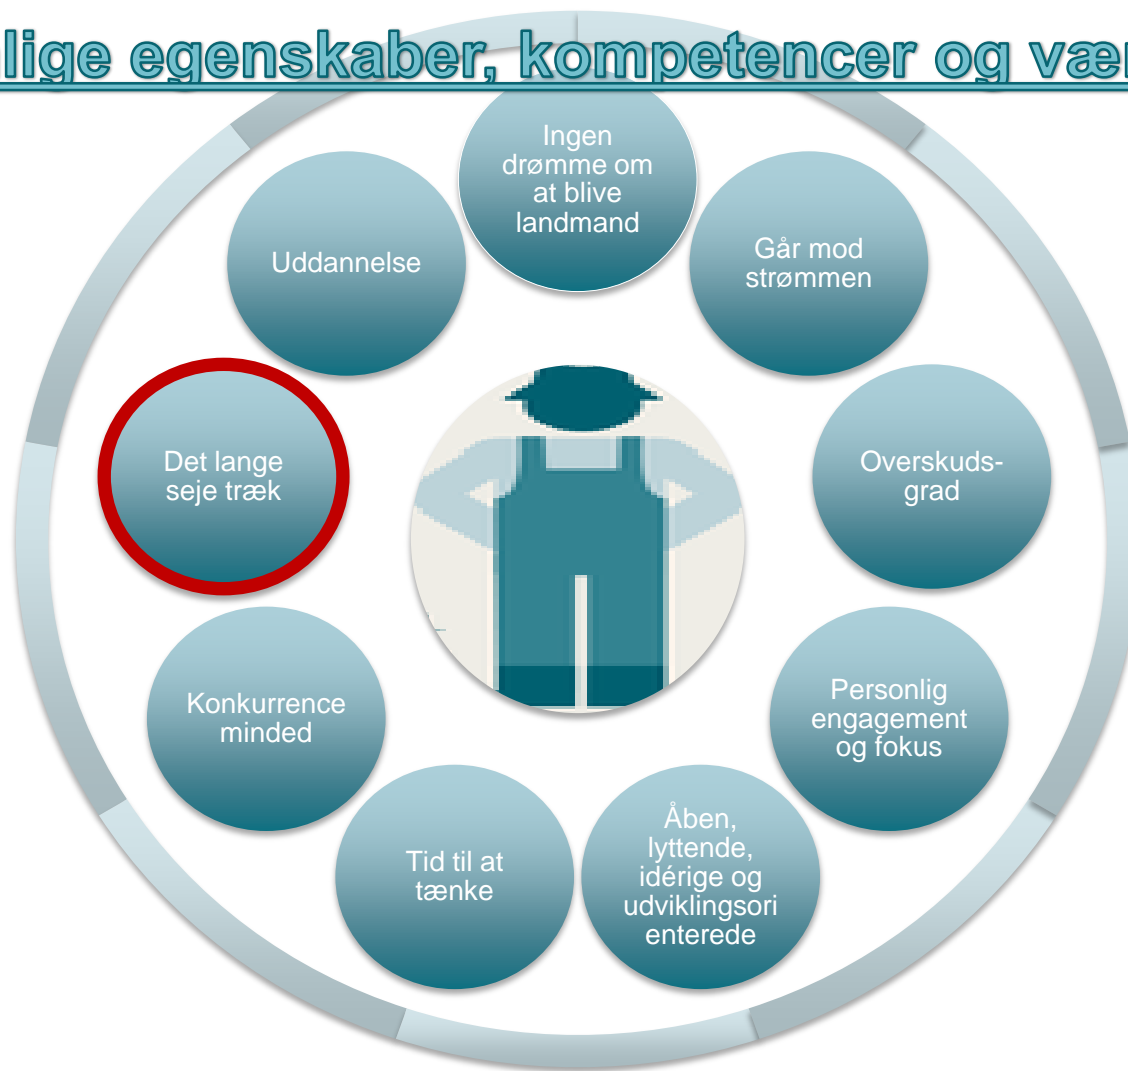 lige egenskaber, kompetencer og vær
Ingen
drømme om
at blive
landmand
Går mod
strømmen
Overskuds-
grad
Personlig
engagement
og fokus
Åben,
lyttende,
idérige og
udviklingsori
enterede
Tid til at
tænke
Konkurrence
minded
Det lange
seje træk
Uddannelse